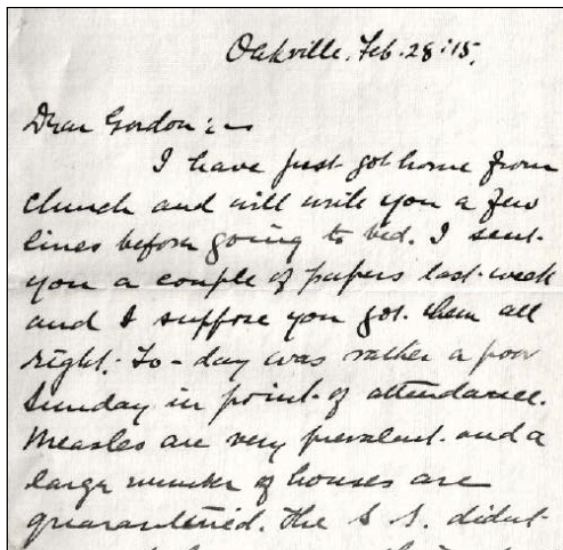 Oakville, Feb. 28. '15.
Dear Gordon :—
I have just got home from
church and will write you a few
lines before going to bed. I sent
you a couple of papers last week
and I suppose you got them all
right. To-day was rather a poor
Sunday in point of attendance.
Measles are very prevalent and a
large number of houses are
quarantened. The S. S. didnt